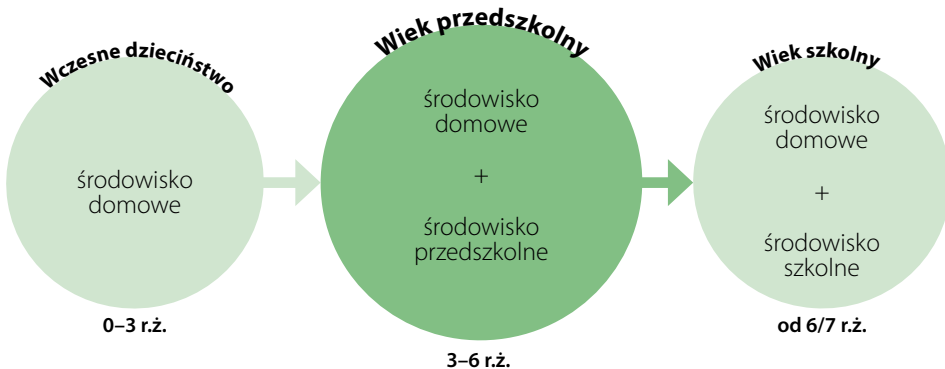 Wczesne dzieciństwo
środowisko
domowe
0–3 r.ż.
Wiek przedszkolny
środowisko
domowe
+
środowisko
przedszkolne
3–6 r.ż.
Wiek szkolny
środowisko
domowe
+
środowisko
szkolne
od 6/7 r.ż.